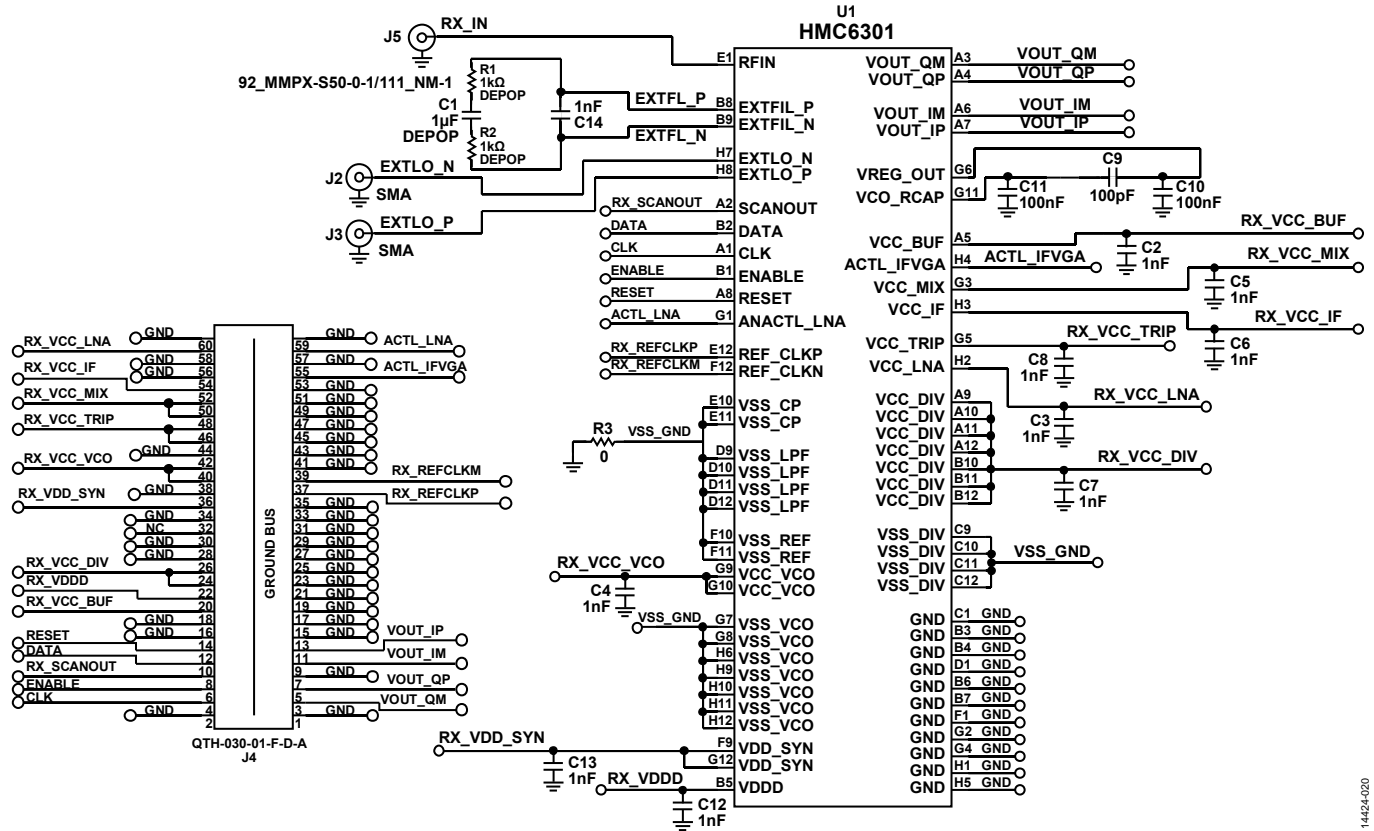 U1
HMC6301
J5
RX_IN
92_MMPX-S50-0-1/111_NM-1
R1
1kΩ
DEPOP
C1
1µF
DEPOP
R2
1kΩ
DEPOP
1nF
C14
EXTFL_P
EXTFL_N
J2
EXTLO_N
SMA
J3
EXTLO_P
SMA
E1 RFIN
B8 EXTFIL_P
B9 EXTFIL_N
H7 EXTLO_N
H8 EXTLO_P
RX_SCANOUT A2 SCANOUT
DATA B2 DATA
CLK A1 CLK
ENABLE B1 ENABLE
RESET A8 RESET
ACTL_LNA G1 ANACTL_LNA
RX_REFCLKP E12 REF_CLKP
RX_REFCLKM F12 REF_CLKN
E10 VSS_CP
E11 VSS_CP
R3
0
VSS_GND
D9 VSS_LPF
D10 VSS_LPF
D11 VSS_LPF
D12 VSS_LPF
F10 VSS_REF
F11 VSS_REF
RX_VCC_VCO
C4
1nF
G9 VCC_VCO
G10 VCC_VCO
VSS_GND
G7 VSS_VCO
G8 VSS_VCO
H6 VSS_VCO
H9 VSS_VCO
H10 VSS_VCO
H11 VSS_VCO
H12 VSS_VCO
RX_VDD_SYN
C13
1nF
F9 VDD_SYN
G12 VDD_SYN
RX_VDDD
C12
1nF
B5 VDDD
VOUT_QM A3 VOUT_QM
VOUT_QP A4 VOUT_QP
VOUT_IM A6 VOUT_IM
VOUT_IP A7 VOUT_IP
VREG_OUT G6
VCO_RCAP G11
C11
100nF
C9
100pF
C10
100nF
VCC_BUF A5
RX_VCC_BUF
C2
1nF
ACTL_IFVGA H4 ACTL_IFVGA
VCC_MIX G3
RX_VCC_MIX
C5
1nF
VCC_IF H3
RX_VCC_IF
C6
1nF
VCC_TRIP G5
RX_VCC_TRIP
C8
1nF
VCC_LNA H2
RX_VCC_LNA
C3
1nF
VCC_DIV A9
VCC_DIV A10
VCC_DIV A11
VCC_DIV A12
VCC_DIV B10
VCC_DIV B11
VCC_DIV B12
RX_VCC_DIV
C7
1nF
VSS_DIV C9
VSS_DIV C10
VSS_DIV C11
VSS_DIV C12
VSS_GND
GND C1 GND
GND B3 GND
GND B4 GND
GND D1 GND
GND B6 GND
GND B7 GND
GND F1 GND
GND G2 GND
GND G4 GND
GND H1 GND
GND H5 GND
GND
RX_VCC_LNA 60
GND 58
RX_VCC_IF
GND 56
54
RX_VCC_MIX 52
50
RX_VCC_TRIP 48
46
GND 44
RX_VCC_VCO 42
40
GND 38
RX_VDD_SYN 36
GND 34
NC 32
GND 30
GND 28
RX_VCC_DIV 26
24
RX_VDDD 22
RX_VCC_BUF 20
GND 18
GND 16
RESET 14
DATA 12
RX_SCANOUT 10
ENABLE 8
CLK 6
GND 4
2
GROUND BUS
GND
59 ACTL_LNA
57 GND
55 ACTL_IFVGA
53 GND
51 GND
49 GND
47 GND
45 GND
43 GND
41 GND
39 RX_REFCLKM
37 RX_REFCLKP
35 GND
33 GND
31 GND
29 GND
27 GND
25 GND
23 GND
21 GND
19 GND
17 GND
15 GND
13 VOUT_IP
11 VOUT_IM
9 GND
7 VOUT_QP
5 VOUT_QM
3 GND
1
QTH-030-01-F-D-A
J4
14424-020